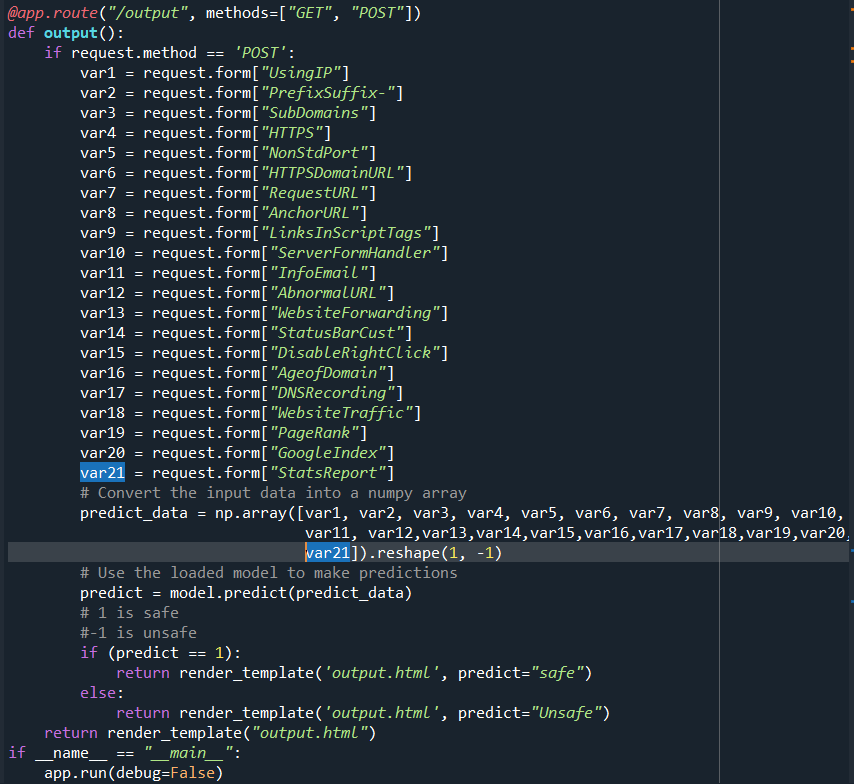 @app.route("/output", methods=["GET", "POST"])
def output():
    if request.method == 'POST':
        var1 = request.form["UsingIP"]
        var2 = request.form["PrefixSuffix-"]
        var3 = request.form["SubDomains"]
        var4 = request.form["HTTPS"]
        var5 = request.form["NonStdPort"]
        var6 = request.form["HTTPSDomainURL"]
        var7 = request.form["RequestURL"]
        var8 = request.form["AnchorURL"]
        var9 = request.form["LinksInScriptTags"]
        var10 = request.form["ServerFormHandler"]
        var11 = request.form["InfoEmail"]
        var12 = request.form["AbnormalURL"]
        var13 = request.form["WebsiteForwarding"]
        var14 = request.form["StatusBarCust"]
        var15 = request.form["DisableRightClick"]
        var16 = request.form["AgeofDomain"]
        var17 = request.form["DNSRecording"]
        var18 = request.form["WebsiteTraffic"]
        var19 = request.form["PageRank"]
        var20 = request.form["GoogleIndex"]
        var21 = request.form["StatsReport"]
        # Convert the input data into a numpy array
        predict_data = np.array([var1, var2, var3, var4, var5, var6, var7, var8, var9, var10,
                                 var11, var12,var13,var14,var15,var16,var17,var18,var19,var20,
                                 var21]).reshape(1, -1)
        # Use the loaded model to make predictions
        predict = model.predict(predict_data)
        # 1 is safe
        #-1 is unsafe
        if (predict == 1):
            return render_template('output.html', predict="safe")
        else:
            return render_template('output.html', predict="Unsafe")
    return render_template("output.html")
if __name__ == "__main__":
    app.run(debug=False)